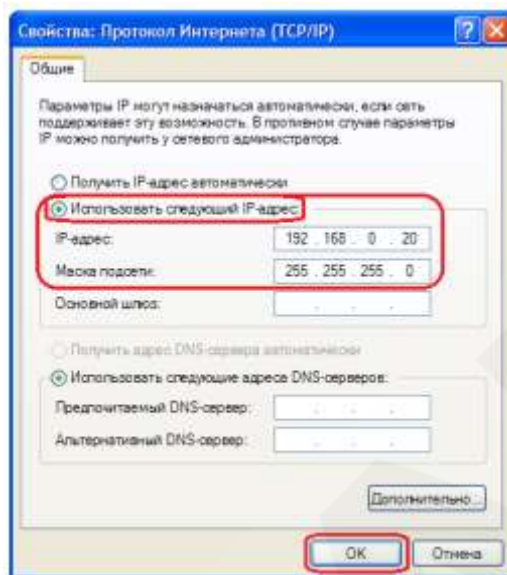 Свойства: Протокол Интернета (TCP/IP)
Общие
Параметры IP могут назначаться автоматически, если сеть
поддерживает эту возможность. В противном случае параметры
IP можно получить у сетевого администратора.
Получить IP-адрес автоматически
Использовать следующий IP-адрес:
IP-адрес: 192 . 168 . 0 . 20
Маска подсети: 255 . 255 . 255 . 0
Основной шлюз: . . .
Получить адрес DNS-сервера автоматически
Использовать следующие адреса DNS-серверов:
Предпочитаемый DNS-сервер: . . .
Альтернативный DNS-сервер: . . .
Дополнительно...
OK Отмена